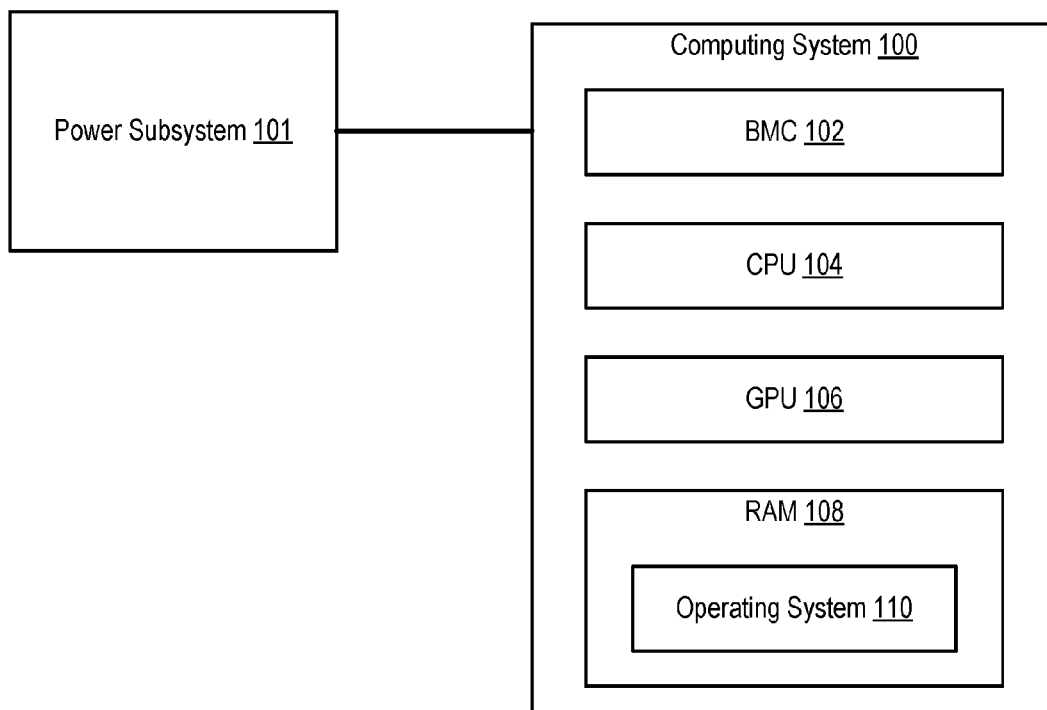 Power Subsystem 101
Computing System 100
BMC 102
CPU 104
GPU 106
RAM 108
Operating System 110